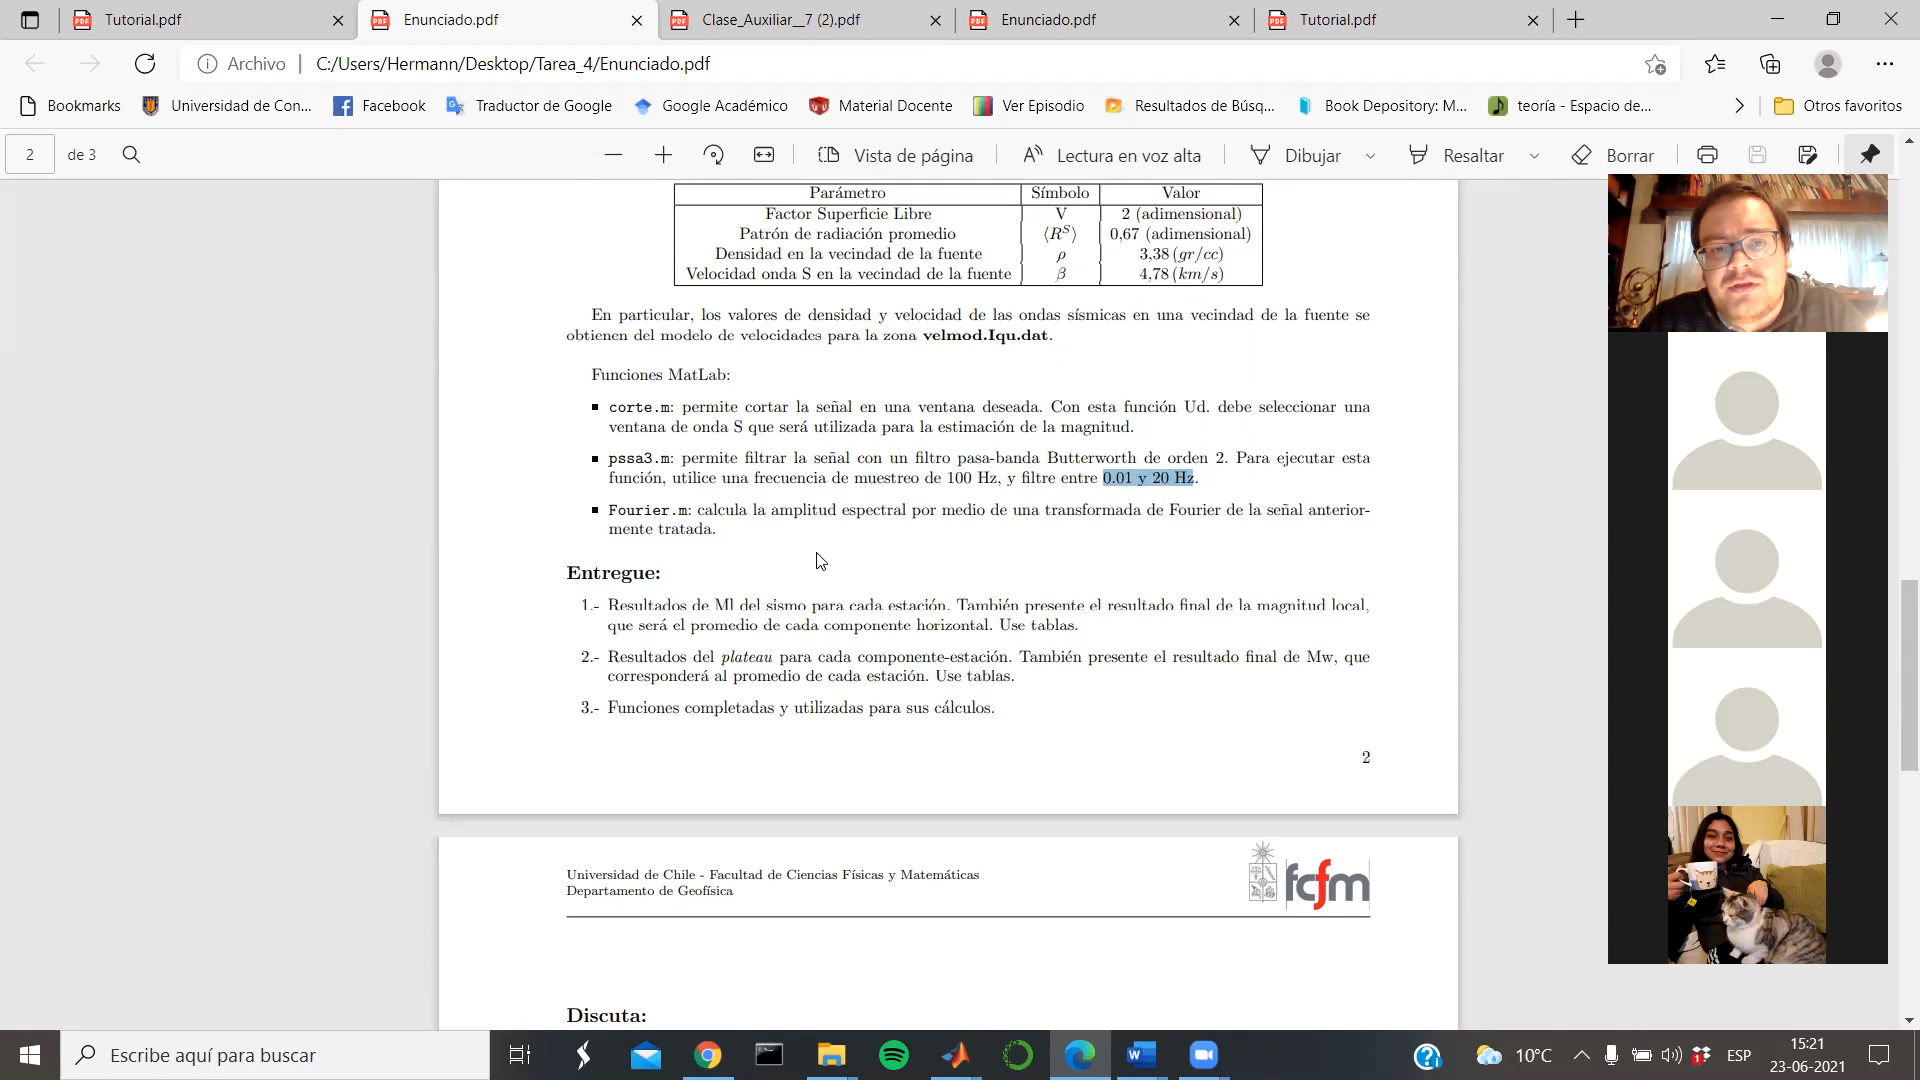 Tutorial.pdf
Enunciado.pdf
Clase_Auxiliar__7 (2).pdf
Enunciado.pdf
Tutorial.pdf
Archivo
C:/Users/Hermann/Desktop/Tarea_4/Enunciado.pdf
Bookmarks
Universidad de Con...
Facebook
Traductor de Google
Google Académico
Material Docente
Ver Episodio
Resultados de Búsq...
Book Depository: M...
teoría - Espacio de...
Otros favoritos
2
de 3
Vista de página
Lectura en voz alta
Dibujar
Resaltar
Borrar
Parámetro Símbolo Valor
Factor Superficie Libre V 2 (adimensional)
Patrón de radiación promedio ⟨R^S⟩ 0,67 (adimensional)
Densidad en la vecindad de la fuente ρ 3,38 (gr/cc)
Velocidad onda S en la vecindad de la fuente β 4,78 (km/s)
En particular, los valores de densidad y velocidad de las ondas sísmicas en una vecindad de la fuente se
obtienen del modelo de velocidades para la zona velmod.Iqu.dat.
Funciones MatLab:
▪ corte.m: permite cortar la señal en una ventana deseada. Con esta función Ud. debe seleccionar una
ventana de onda S que será utilizada para la estimación de la magnitud.
▪ pssa3.m: permite filtrar la señal con un filtro pasa-banda Butterworth de orden 2. Para ejecutar esta
función, utilice una frecuencia de muestreo de 100 Hz, y filtre entre 0.01 y 20 Hz.
▪ Fourier.m: calcula la amplitud espectral por medio de una transformada de Fourier de la señal anterior-
mente tratada.
Entregue:
1.- Resultados de Ml del sismo para cada estación. También presente el resultado final de la magnitud local,
que será el promedio de cada componente horizontal. Use tablas.
2.- Resultados del plateau para cada componente-estación. También presente el resultado final de Mw, que
corresponderá al promedio de cada estación. Use tablas.
3.- Funciones completadas y utilizadas para sus cálculos.
2
Universidad de Chile - Facultad de Ciencias Físicas y Matemáticas
Departamento de Geofísica
fcfm
Discuta:
Escribe aquí para buscar
10°C
1
ESP
15:21
23-06-2021